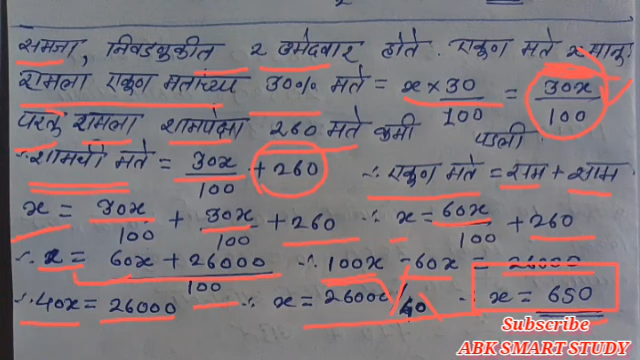 समजा, निवडणुकीत २ उमेदवार होते. एकुण मते x मानू
रामला एकुण मतांच्या 30% मते = x × 30/100 = 30x/100
परंतु रामला शामपेक्षा 260 मते कमी पडली
∴ शामची मते = 30x/100 + 260 ∴ एकुण मते = राम + शाम
x = 30x/100 + 30x/100 + 260 ∴ x = 60x/100 + 260
∴ x = 60x + 26000/100 ∴ 100x - 60x = 26000
∴ 40x = 26000 ∴ x = 26000/40 ∴ x = 650
Subscribe
ABK SMART STUDY